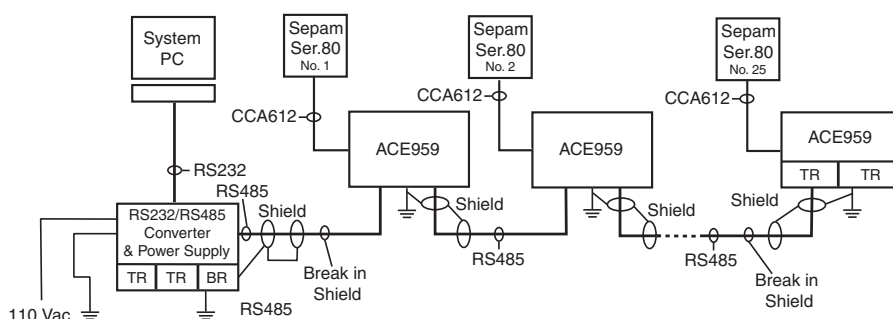 System
PC
Sepam
Ser.80
No. 1
Sepam
Ser.80
No. 2
Sepam
Ser.80
No. 25
CCA612
CCA612
CCA612
ACE959
ACE959
ACE959
TR
TR
RS232
RS485
Shield
Shield
Shield
Shield
RS232/RS485
Converter
& Power Supply
TR
TR
BR
RS485
RS485
Break in
Shield
Break in
Shield
110 Vac
RS485